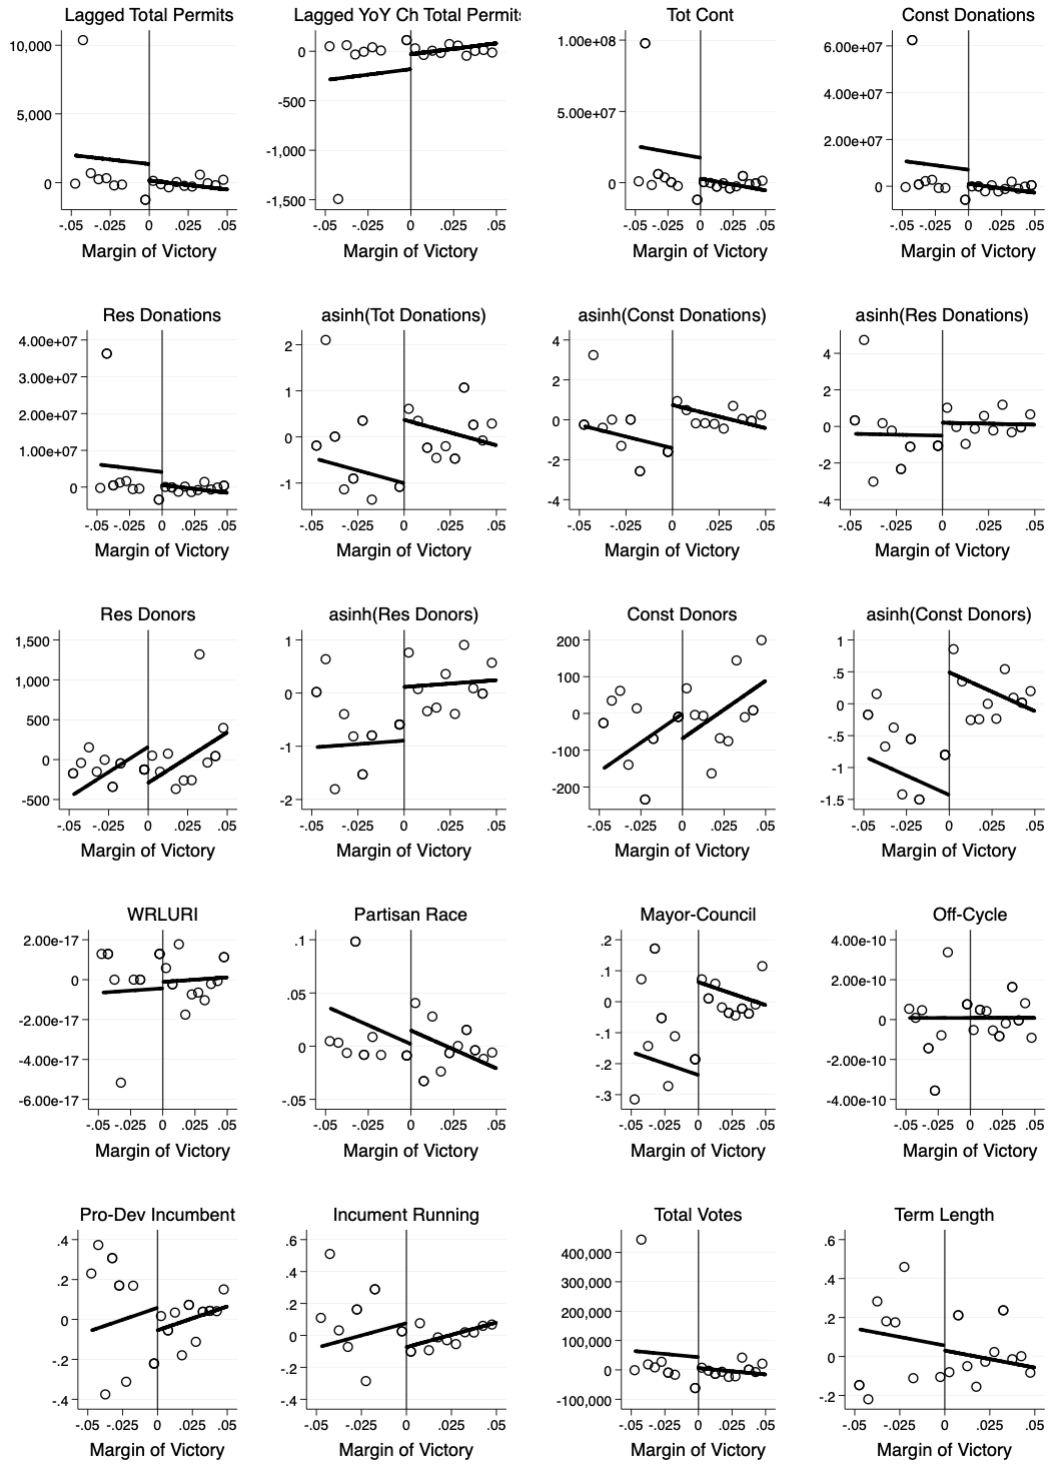 Lagged Total Permits
Lagged YoY Ch Total Permits
Tot Cont
Const Donations
10,000
5,000
0
0
-500
-1,000
-1,500
1.00e+08
5.00e+07
0
6.00e+07
4.00e+07
2.00e+07
0
-.05 -.025 0 .025 .05
-.05 -.025 0 .025 .05
-.05 -.025 0 .025 .05
-.05 -.025 0 .025 .05
Margin of Victory
Margin of Victory
Margin of Victory
Margin of Victory
Res Donations
asinh(Tot Donations)
asinh(Const Donations)
asinh(Res Donations)
4.00e+07
3.00e+07
2.00e+07
1.00e+07
0
2
1
0
-1
4
2
0
-2
-4
4
2
0
-2
-4
-.05 -.025 0 .025 .05
-.05 -.025 0 .025 .05
-.05 -.025 0 .025 .05
-.05 -.025 0 .025 .05
Margin of Victory
Margin of Victory
Margin of Victory
Margin of Victory
Res Donors
asinh(Res Donors)
Const Donors
asinh(Const Donors)
1,500
1,000
500
0
-500
1
0
-1
-2
200
100
0
-100
-200
1
.5
0
-.5
-1
-1.5
-.05 -.025 0 .025 .05
-.05 -.025 0 .025 .05
-.05 -.025 0 .025 .05
-.05 -.025 0 .025 .05
Margin of Victory
Margin of Victory
Margin of Victory
Margin of Victory
WRLURI
Partisan Race
Mayor-Council
Off-Cycle
2.00e-17
0
-2.00e-17
-4.00e-17
-6.00e-17
.1
.05
0
-.05
.2
.1
0
-.1
-.2
-.3
4.00e-10
2.00e-10
0
-2.00e-10
-4.00e-10
-.05 -.025 0 .025 .05
-.05 -.025 0 .025 .05
-.05 -.025 0 .025 .05
-.05 -.025 0 .025 .05
Margin of Victory
Margin of Victory
Margin of Victory
Margin of Victory
Pro-Dev Incumbent
Incument Running
Total Votes
Term Length
.4
.2
0
-.2
-.4
.6
.4
.2
0
-.2
-.4
400,000
300,000
200,000
100,000
0
-100,000
.6
.4
.2
0
-.2
-.05 -.025 0 .025 .05
-.05 -.025 0 .025 .05
-.05 -.025 0 .025 .05
-.05 -.025 0 .025 .05
Margin of Victory
Margin of Victory
Margin of Victory
Margin of Victory